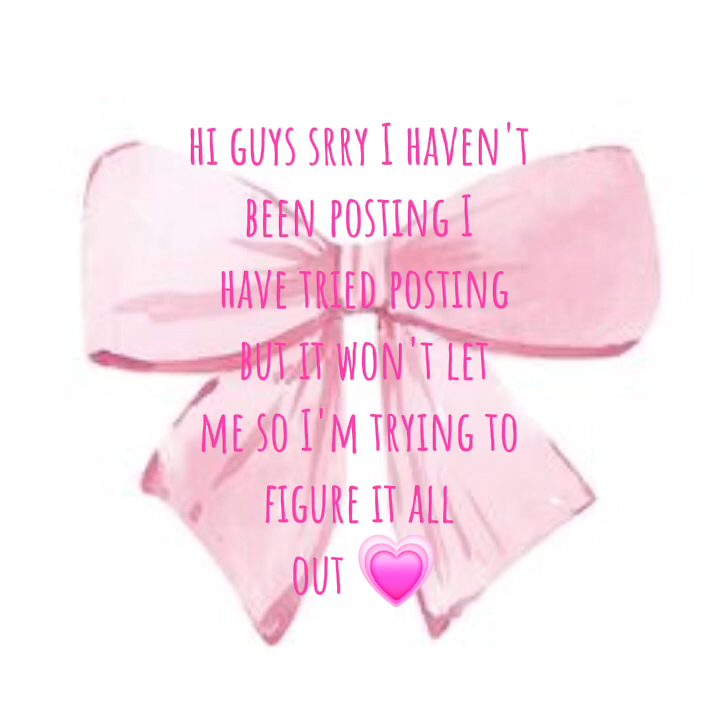 hi guys srry I haven't
been posting I
have tried posting
but it won't let
me so I'm trying to
figure it all
out 💗